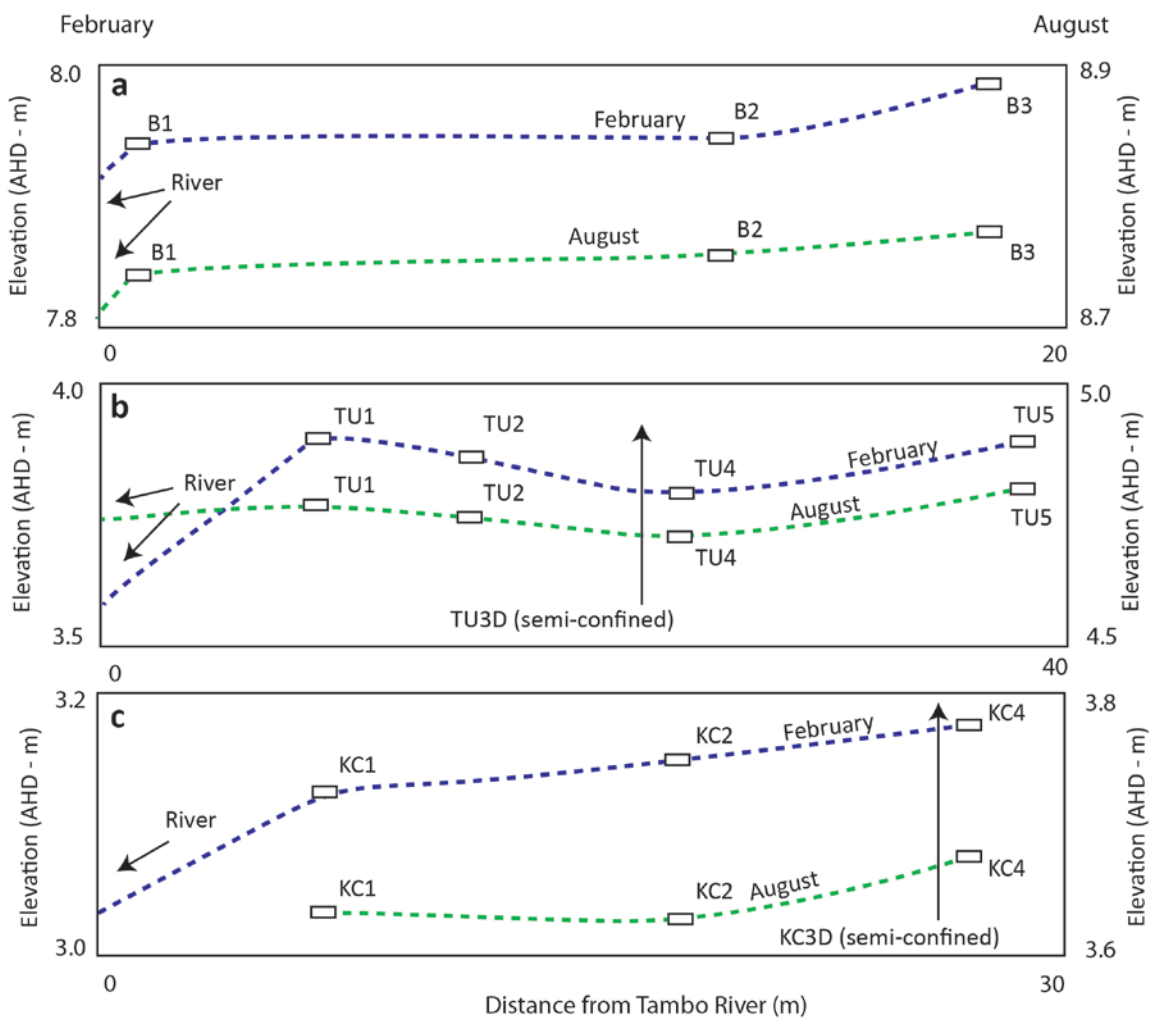 February
August
8.0
a
8.9
B1
February
B2
B3
River
August
B2
B1
B3
7.8
8.7
0
20
Elevation (AHD - m)
Elevation (AHD - m)
4.0
b
5.0
TU1
TU2
TU5
February
TU4
River
TU1
TU2
August
TU5
TU4
TU3D (semi-confined)
3.5
4.5
0
40
Elevation (AHD - m)
Elevation (AHD - m)
3.2
c
3.8
KC4
February
KC2
KC1
River
KC1
KC2
August
KC4
KC3D (semi-confined)
3.0
3.6
0
30
Elevation (AHD - m)
Elevation (AHD - m)
Distance from Tambo River (m)